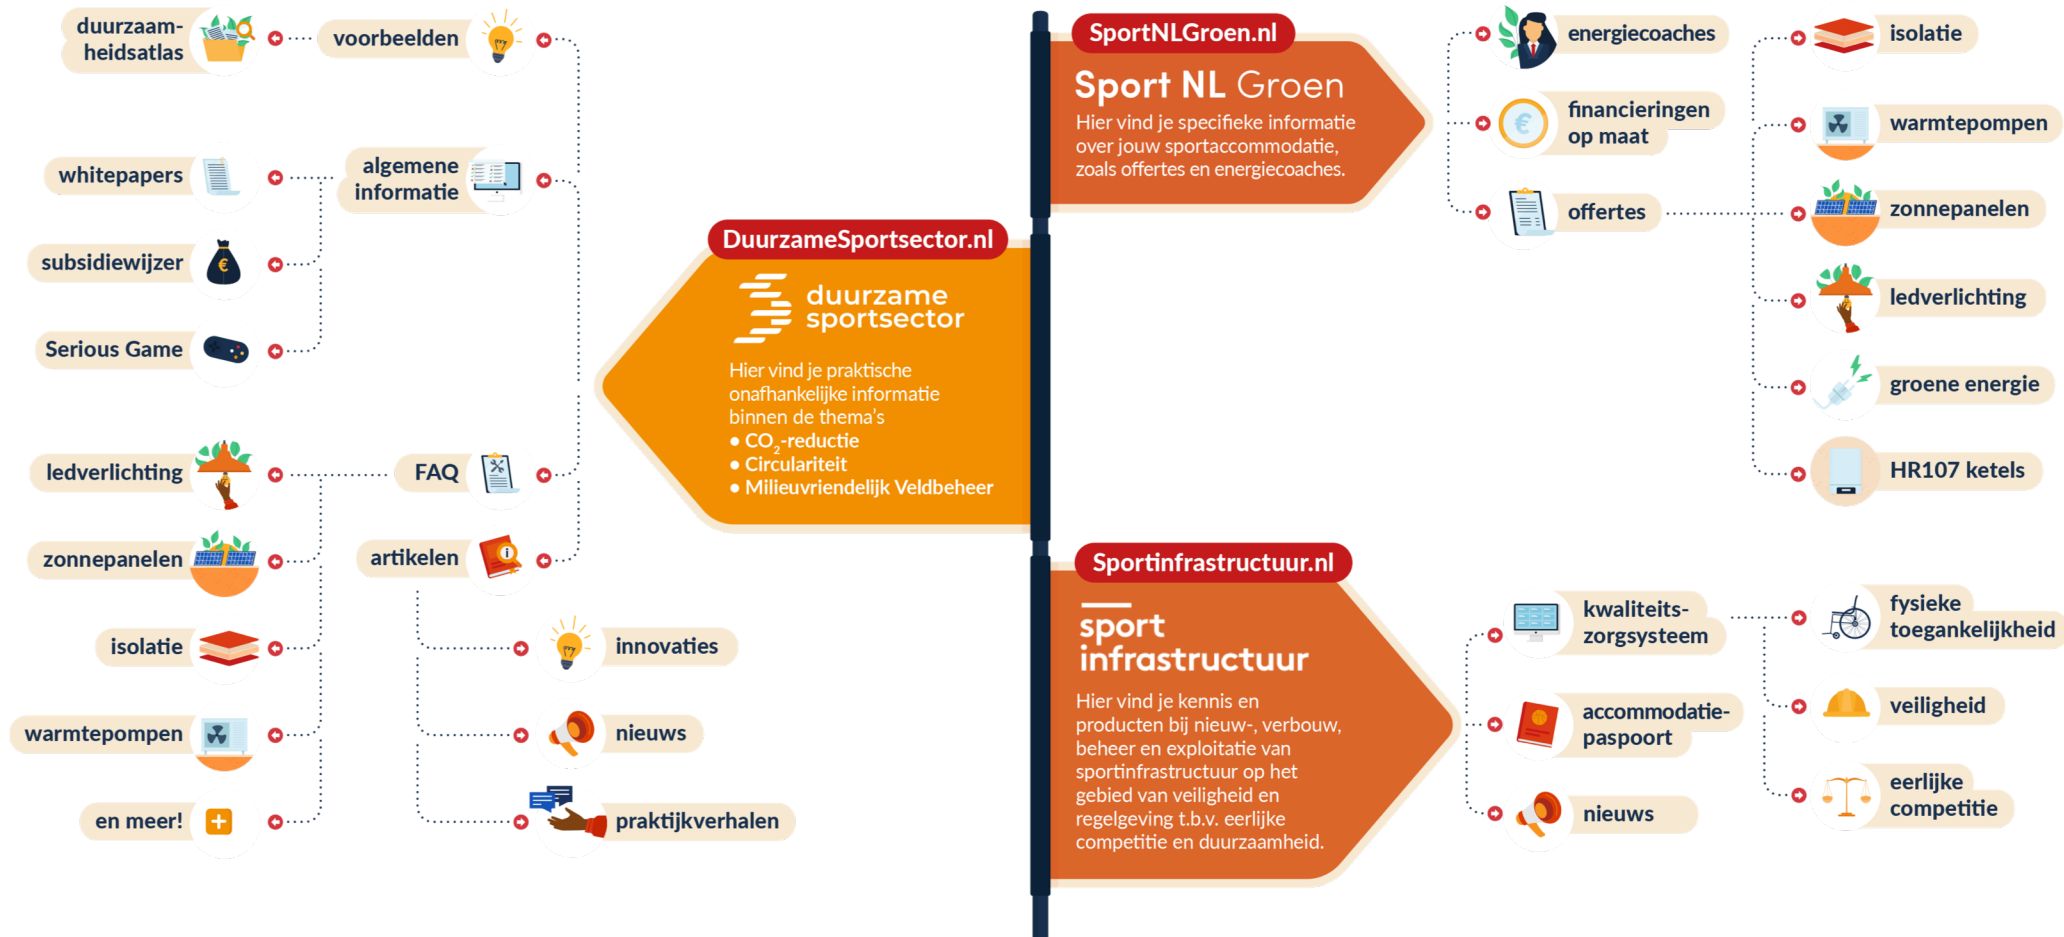 duurzaam-
heidsatlas
voorbeelden
whitepapers
algemene
informatie
subsidiewijzer
Serious Game
ledverlichting
FAQ
zonnepanelen
artikelen
isolatie
innovaties
warmtepompen
nieuws
en meer!
praktijkverhalen
DuurzameSportsector.nl
duurzame
sportsector
Hier vind je praktische
onafhankelijke informatie
binnen de thema's
• CO₂-reductie
• Circulariteit
• Milieuvriendelijk Veldbeheer
SportNLGroen.nl
Sport NL Groen
Hier vind je specifieke informatie
over jouw sportaccommodatie,
zoals offertes en energiecoaches.
energiecoaches
financieringen
op maat
offertes
isolatie
warmtepompen
zonnepanelen
ledverlichting
groene energie
HR107 ketels
Sportinfrastructuur.nl
sport
infrastructuur
Hier vind je kennis en
producten bij nieuw-, verbouw,
beheer en exploitatie van
sportinfrastructuur op het
gebied van veiligheid en
regelgeving t.b.v. eerlijke
competitie en duurzaamheid.
kwaliteits-
zorgsysteem
accommodatie-
paspoort
nieuws
fysieke
toegankelijkheid
veiligheid
eerlijke
competitie